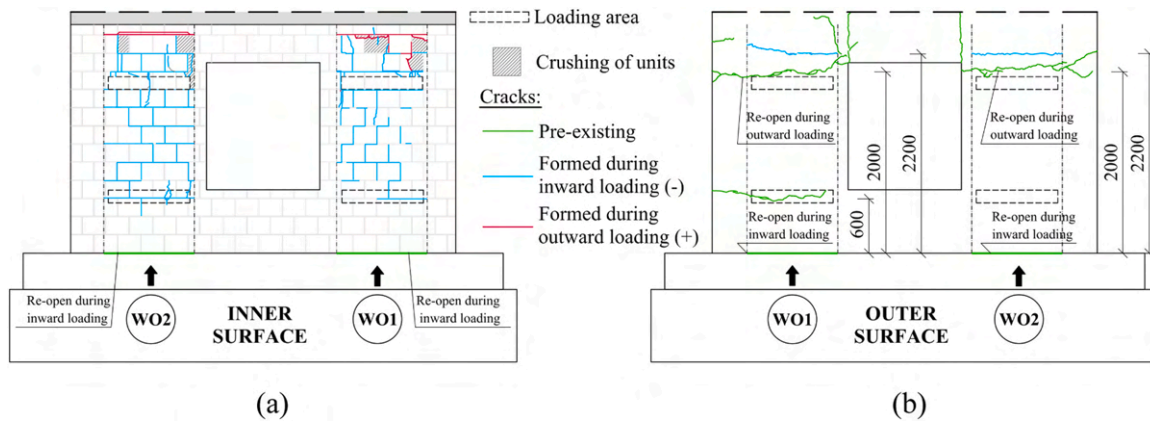 Loading area
Crushing of units
Cracks:
Pre-existing
Formed during
inward loading (-)
Formed during
outward loading (+)
Re-open during
inward loading
WO2
INNER
SURFACE
WO1
Re-open during
inward loading
(a)
Re-open during
outward loading
Re-open during
outward loading
2000
2200
2000
2200
600
Re-open during
inward loading
Re-open during
inward loading
WO1
OUTER
SURFACE
WO2
(b)